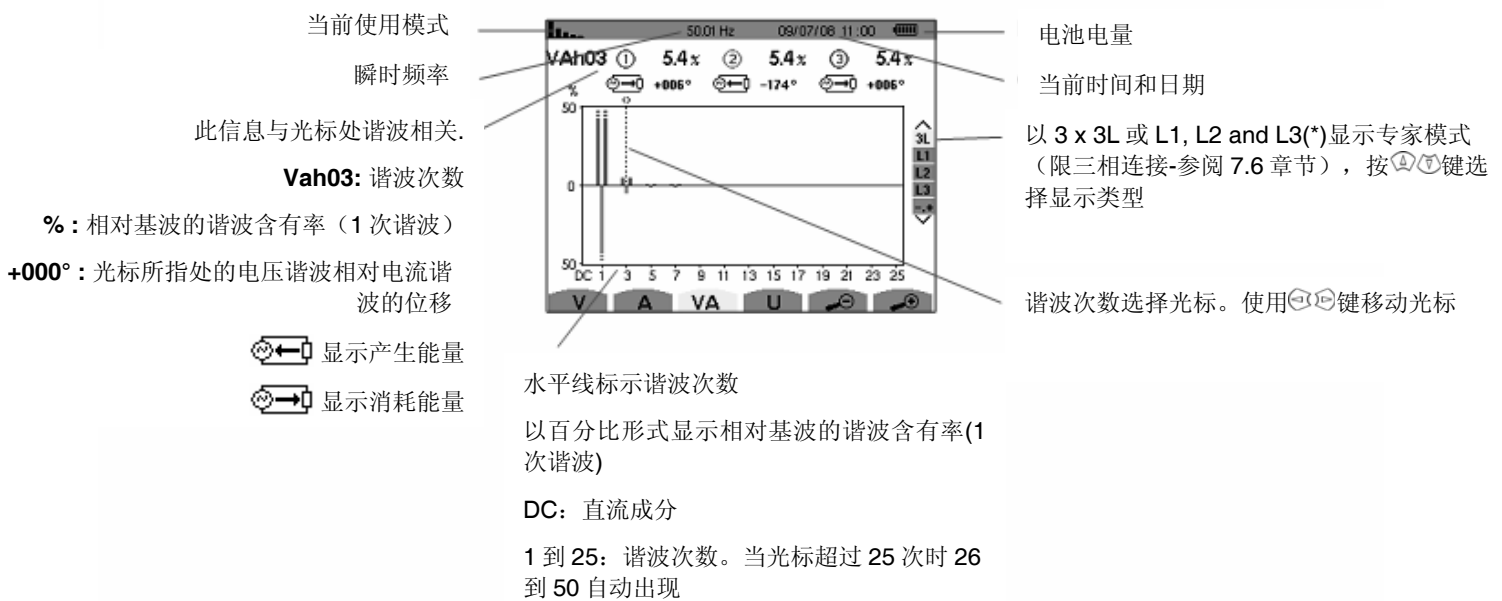 当前使用模式
瞬时频率
此信息与光标处谐波相关.
Vah03: 谐波次数
% : 相对基波的谐波含有率（1 次谐波）
+000° : 光标所指处的电压谐波相对电流谐
波的位移
显示产生能量
显示消耗能量
50.01 Hz 09/07/08 11:00
VAh03 ① 5.4% ② 5.4% ③ 5.4%
+006° -174° +006°
%
50
0
50
DC 1 3 5 7 9 11 13 15 17 19 21 23 25
3L
L1
L2
L3
-.+
V A VA U
水平线标示谐波次数
以百分比形式显示相对基波的谐波含有率(1
次谐波)
DC：直流成分
1 到 25：谐波次数。当光标超过 25 次时 26
到 50 自动出现
电池电量
当前时间和日期
以 3 x 3L 或 L1, L2 and L3(*)显示专家模式
（限三相连接-参阅 7.6 章节），按键选
择显示类型
谐波次数选择光标。使用键移动光标